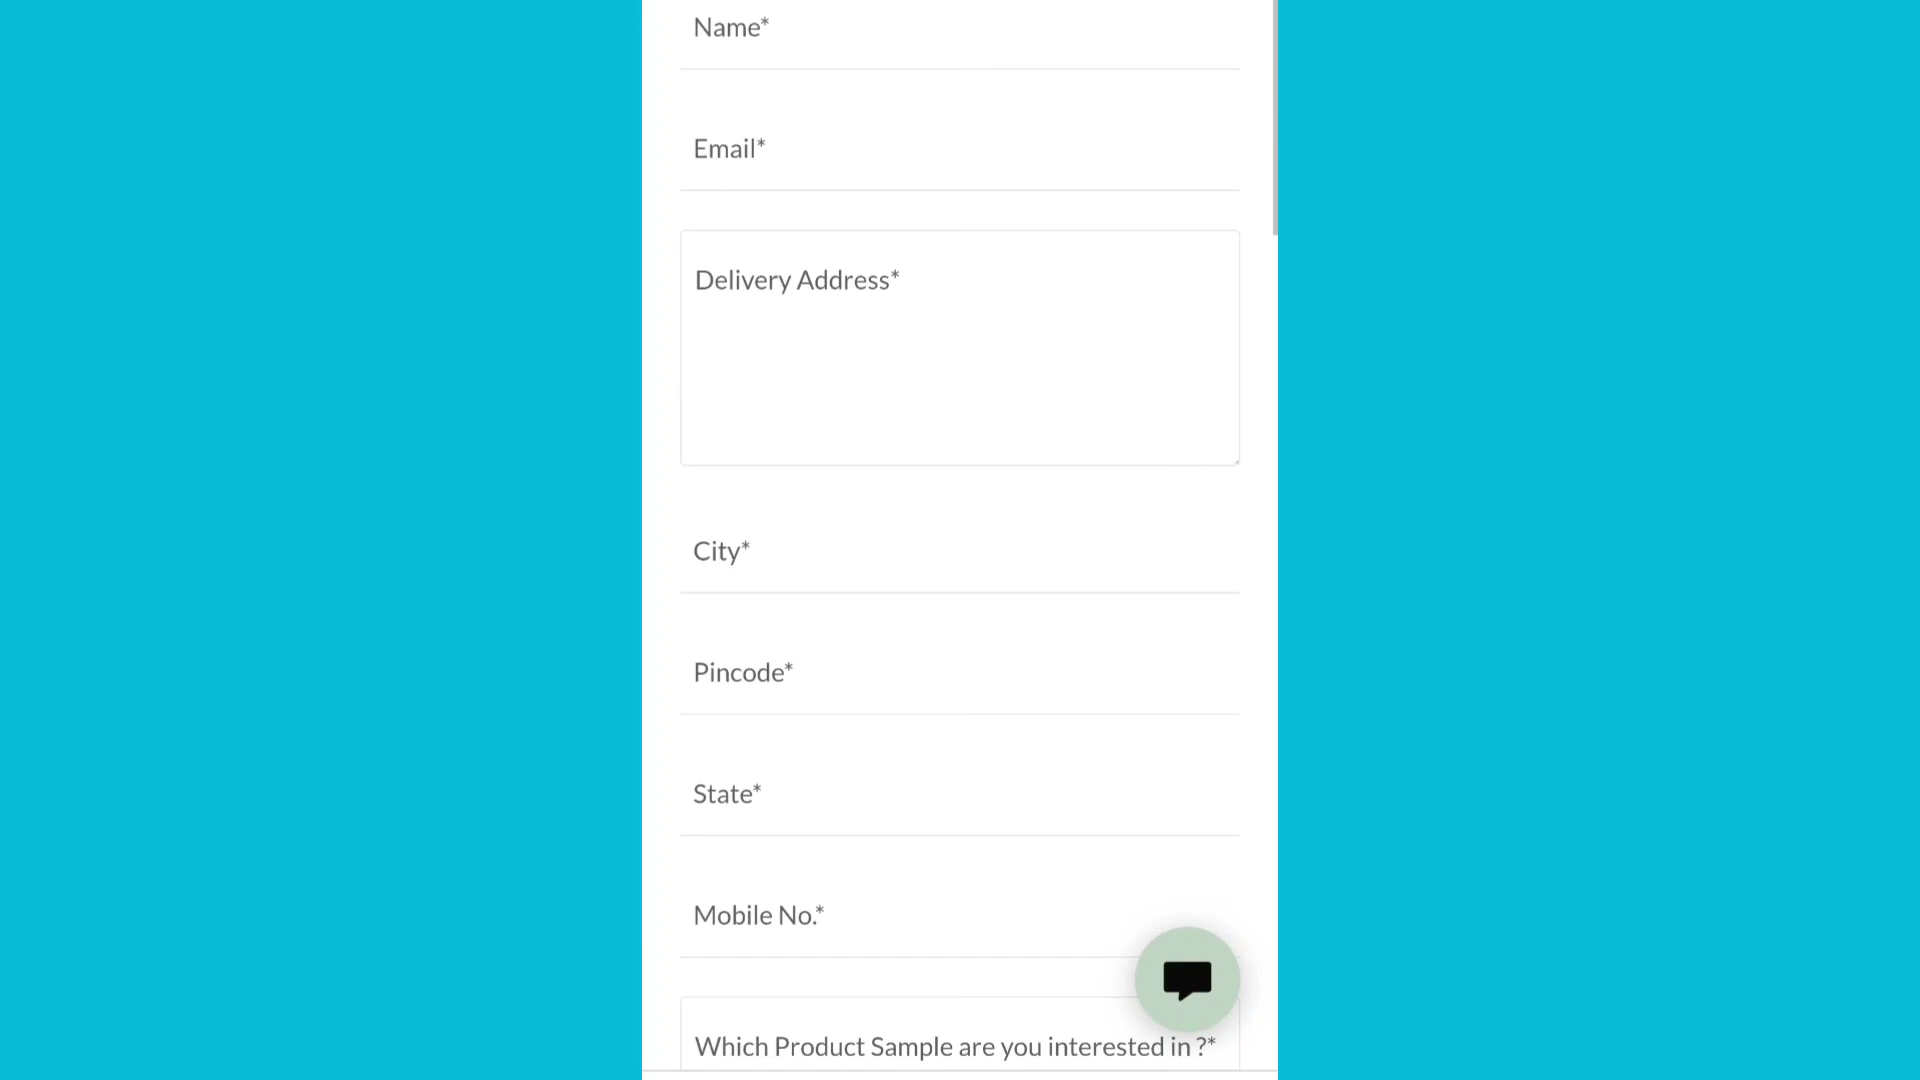 Name*
Email*
Delivery Address*
City*
Pincode*
State*
Mobile No.*
Which Product Sample are you interested in ?*